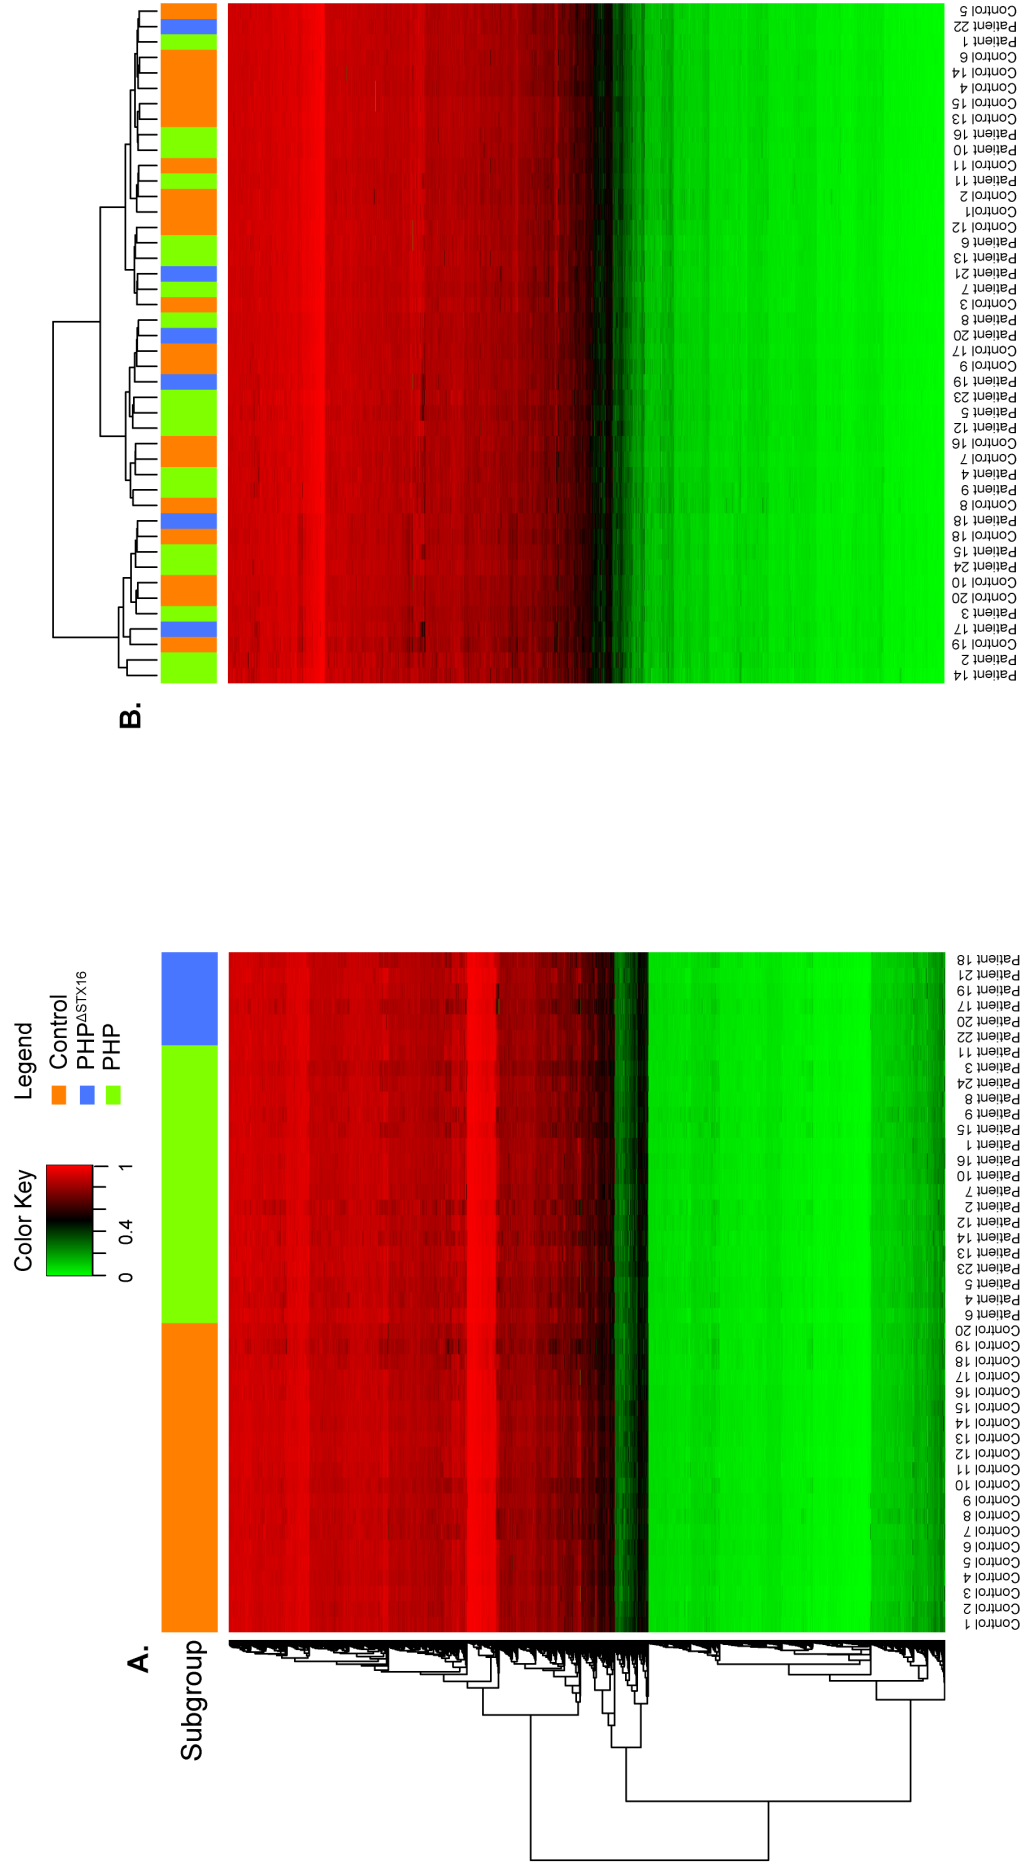 Color Key
0
0.4
1
Legend
Control
PHPΔSTX16
PHP
A.
Subgroup
Control 1
Control 2
Control 3
Control 4
Control 5
Control 6
Control 7
Control 8
Control 9
Control 10
Control 11
Control 12
Control 13
Control 14
Control 15
Control 16
Control 17
Control 18
Control 19
Control 20
Patient 6
Patient 4
Patient 5
Patient 23
Patient 13
Patient 14
Patient 12
Patient 2
Patient 7
Patient 10
Patient 16
Patient 1
Patient 15
Patient 9
Patient 8
Patient 24
Patient 3
Patient 11
Patient 22
Patient 20
Patient 17
Patient 19
Patient 21
Patient 18
B.
Patient 14
Patient 2
Control 19
Patient 17
Patient 3
Control 20
Control 10
Patient 24
Patient 15
Control 18
Patient 18
Control 8
Patient 9
Patient 4
Control 7
Control 16
Patient 12
Patient 5
Patient 23
Patient 19
Control 9
Control 17
Patient 20
Patient 8
Control 3
Patient 7
Patient 21
Patient 13
Patient 6
Control 12
Control1
Control 2
Patient 11
Control 11
Patient 10
Patient 16
Control 13
Control 15
Control 4
Control 14
Control 6
Patient 1
Patient 22
Control 5